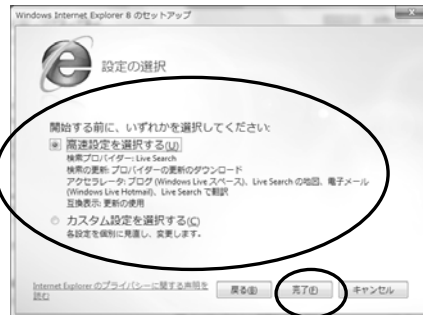 Windows Internet Explorer 8 のセットアップ
設定の選択
開始する前に、いずれかを選択してください:
高速設定を選択する(U)
検索プロバイダー: Live Search
検索の更新: プロバイダーの更新のダウンロード
アクセラレータ: ブログ (Windows Live スペース)、Live Search の地図、電子メール
(Windows Live Hotmail)、Live Search で翻訳
互換表示: 更新の使用
カスタム設定を選択する(C)
各設定を個別に見直し、変更します。
Internet Explorer のプライバシーに関する声明を
読む
戻る(B)
完了(F)
キャンセル